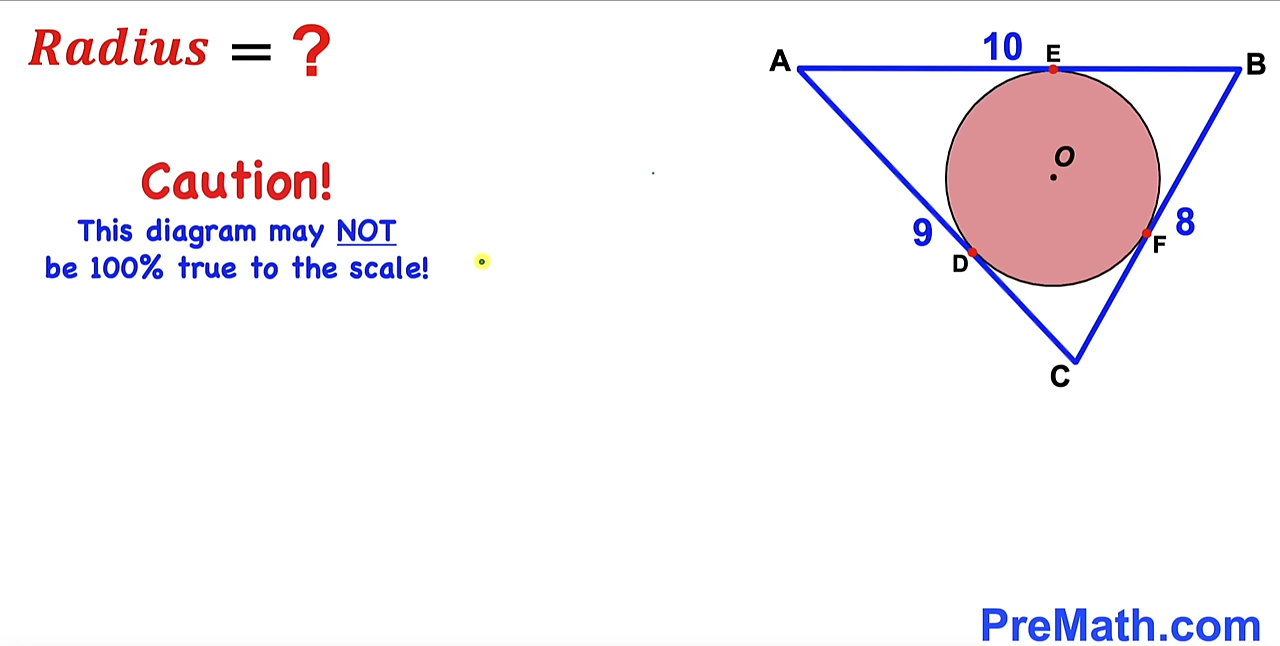 Radius = ?
Caution!
This diagram may NOT
be 100% true to the scale!
A
10
E
B
O
9
8
D
F
C
PreMath.com